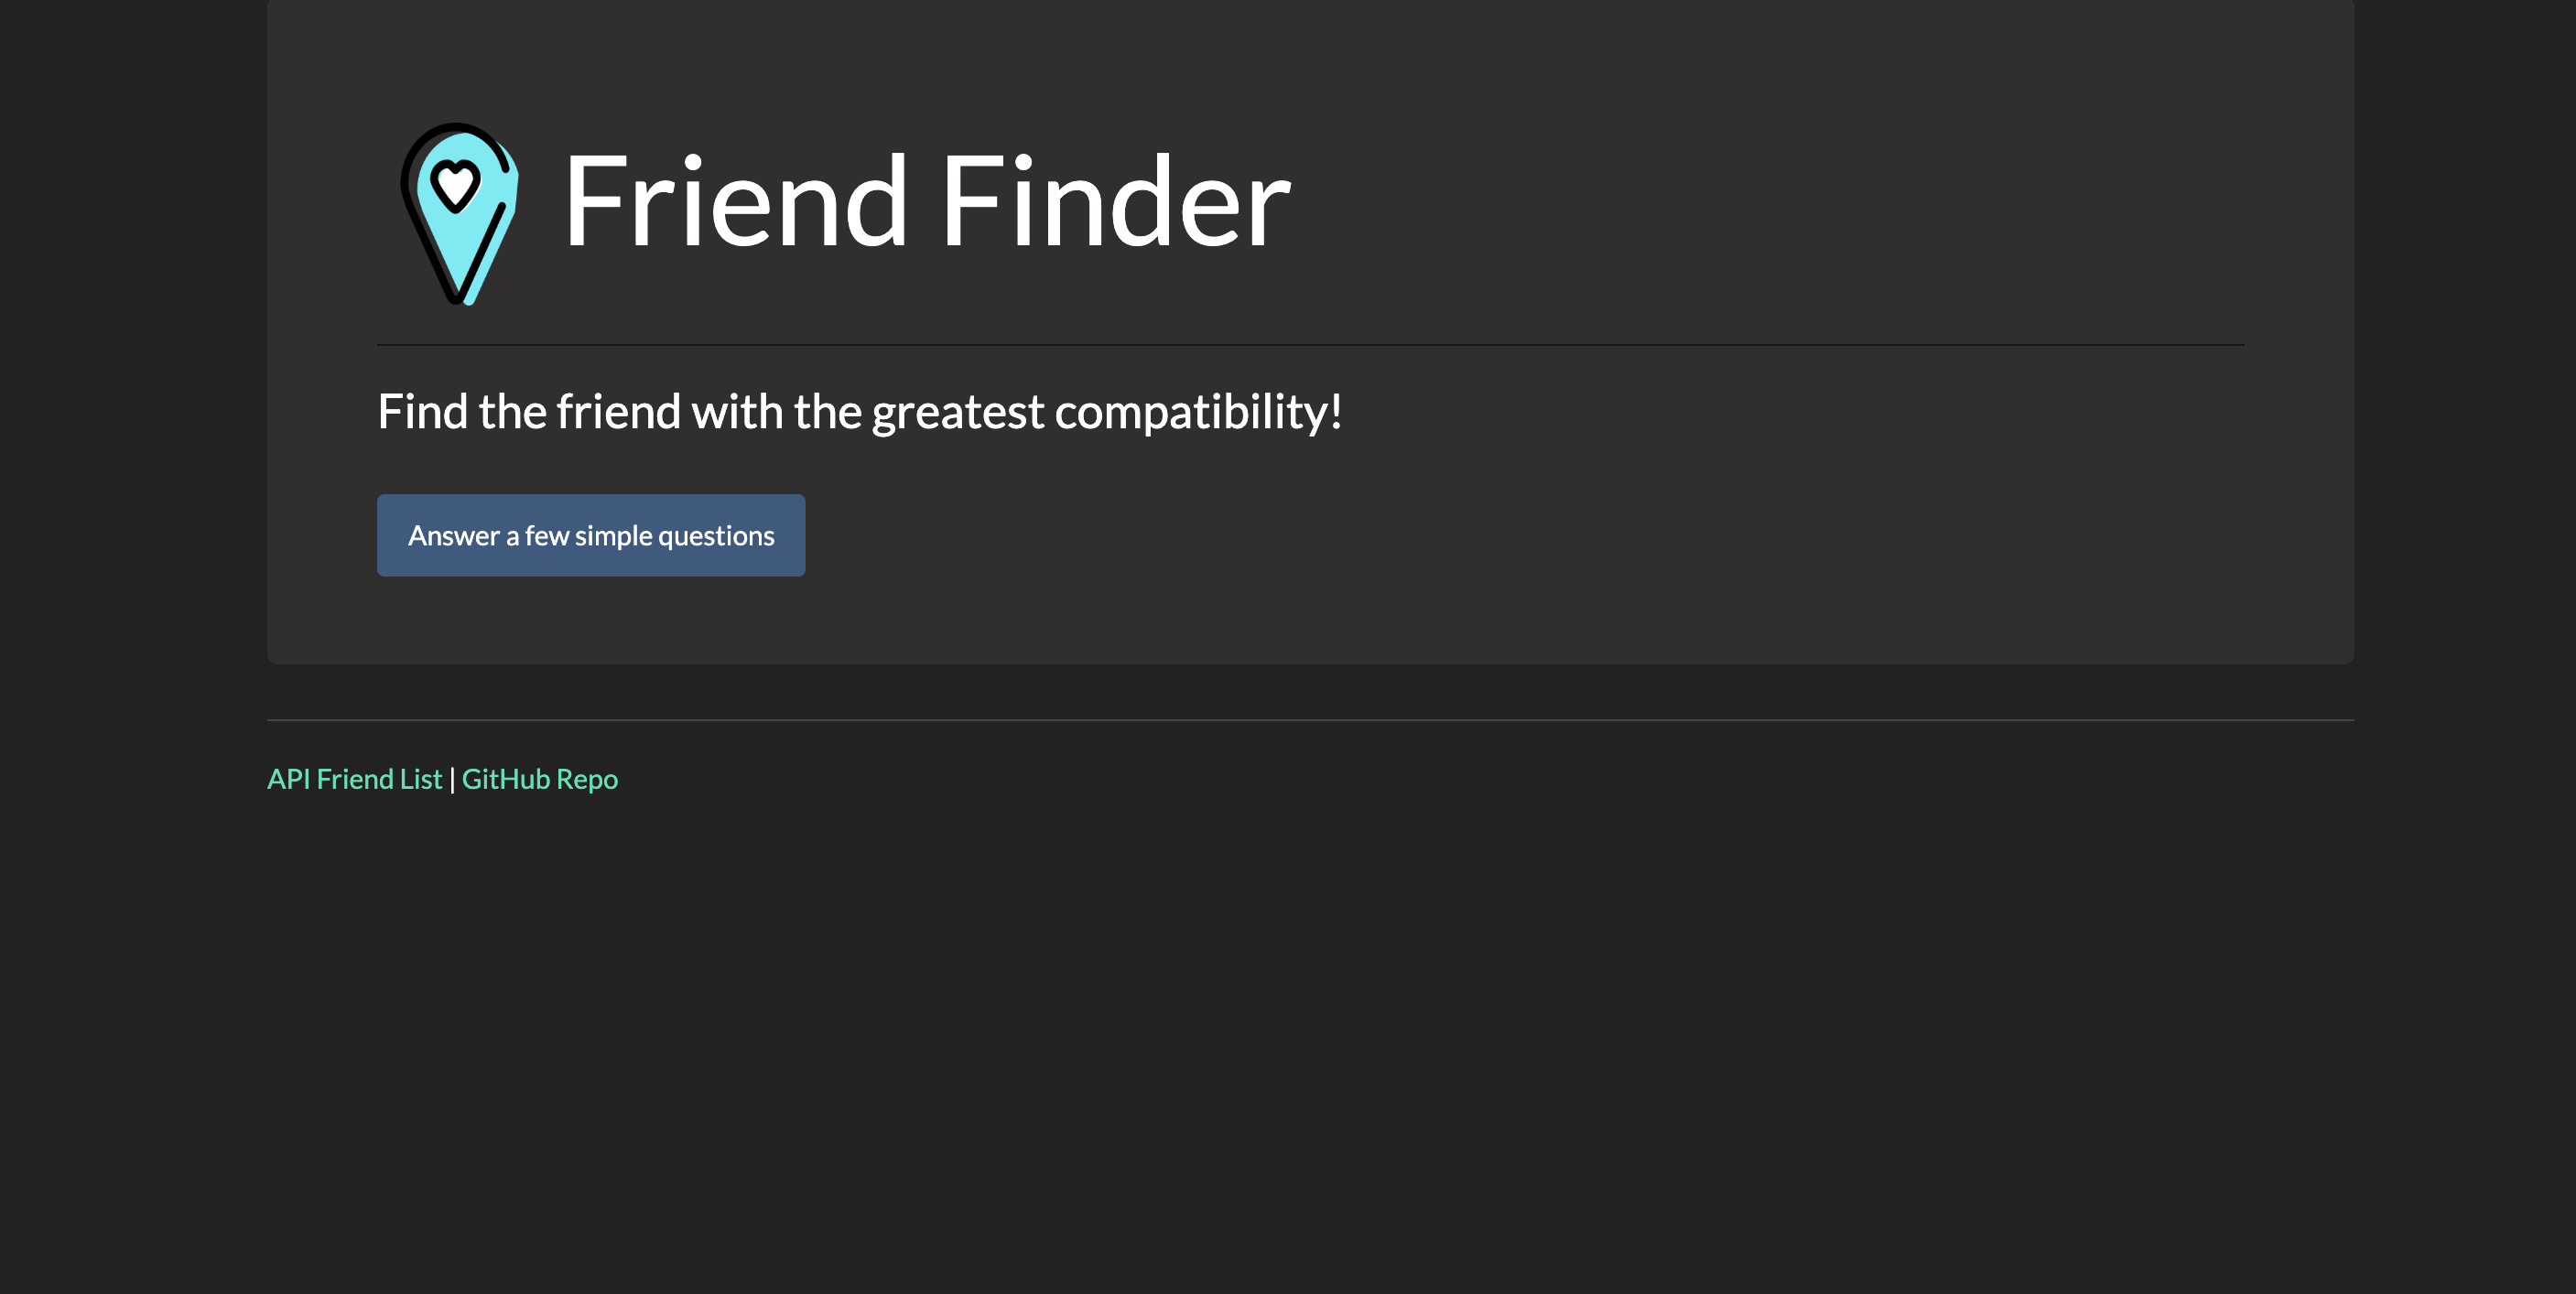 Friend Finder
Find the friend with the greatest compatibility!
Answer a few simple questions
API Friend List | GitHub Repo